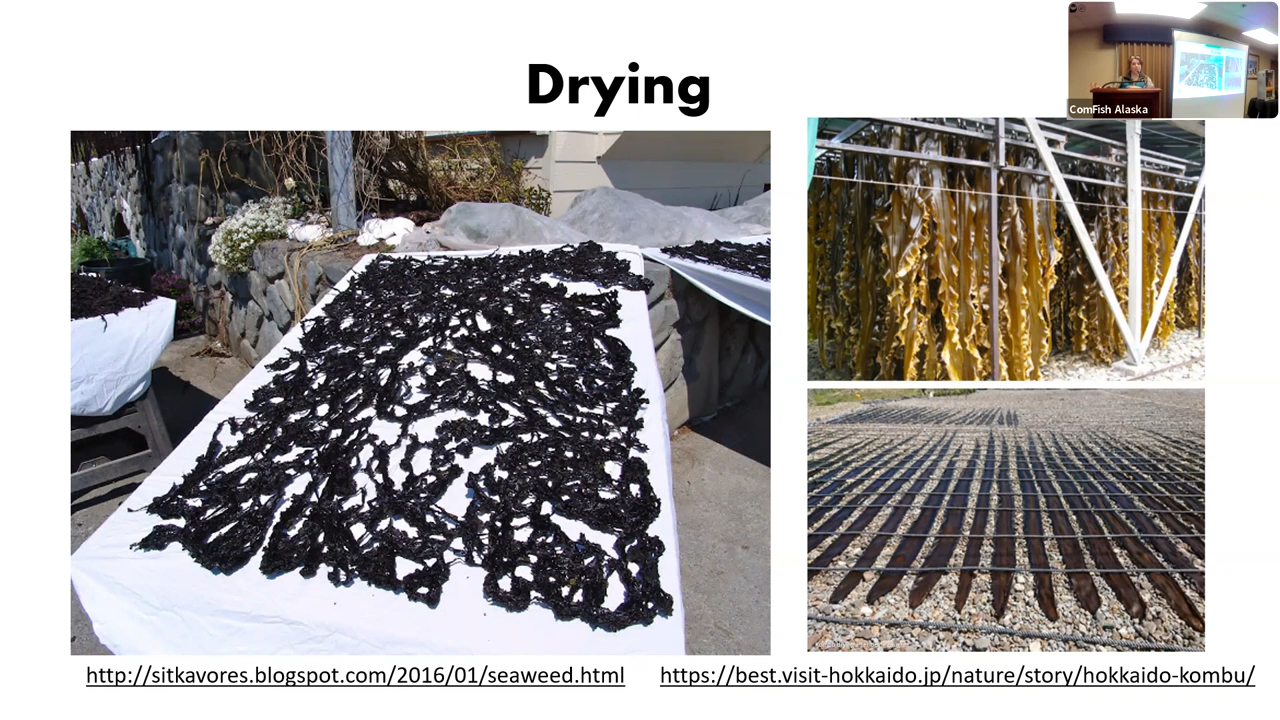 Drying
ComFish Alaska
http://sitkavores.blogspot.com/2016/01/seaweed.html
https://best.visit-hokkaido.jp/nature/story/hokkaido-kombu/